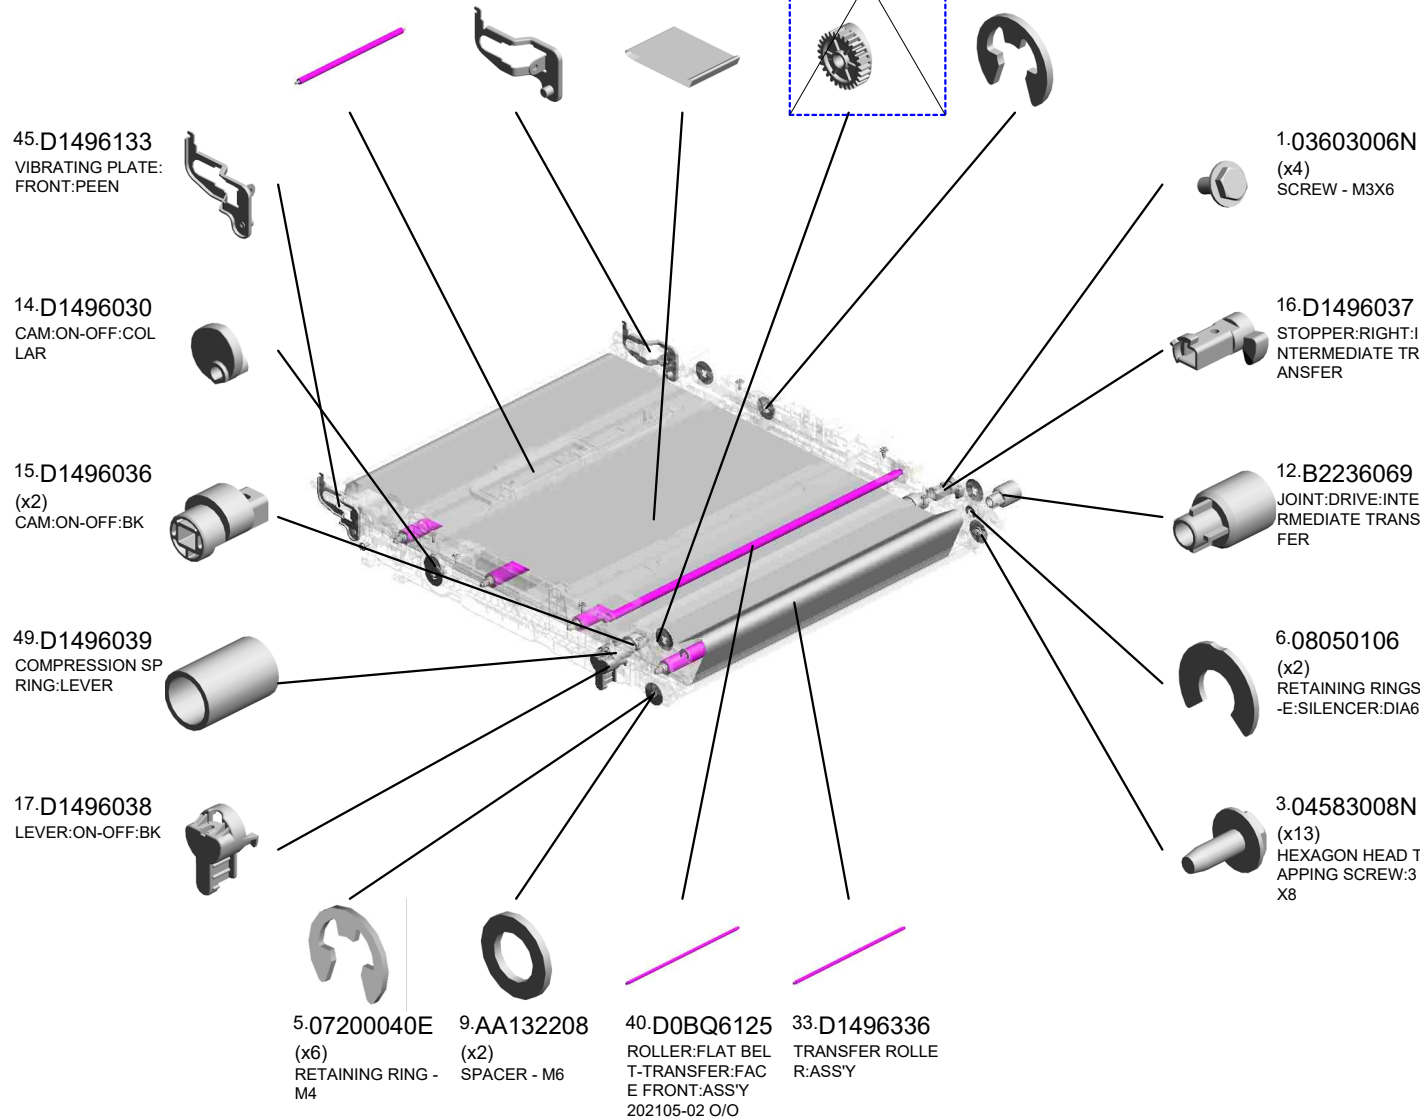 45.D1496133
VIBRATING PLATE:
FRONT:PEEN
14.D1496030
CAM:ON-OFF:COL
LAR
15.D1496036
(x2)
CAM:ON-OFF:BK
49.D1496039
COMPRESSION SP
RING:LEVER
17.D1496038
LEVER:ON-OFF:BK
1.03603006N
(x4)
SCREW - M3X6
16.D1496037
STOPPER:RIGHT:I
NTERMEDIATE TR
ANSFER
12.B2236069
JOINT:DRIVE:INTE
RMEDIATE TRANS
FER
6.08050106
(x2)
RETAINING RINGS
-E:SILENCER:DIA6
3.04583008N
(x13)
HEXAGON HEAD T
APPING SCREW:3
X8
5.07200040E
(x6)
RETAINING RING -
M4
9.AA132208
(x2)
SPACER - M6
40.D0BQ6125
ROLLER:FLAT BEL
T-TRANSFER:FAC
E FRONT:ASS'Y
202105-02 O/O
33.D1496336
TRANSFER ROLLE
R:ASS'Y